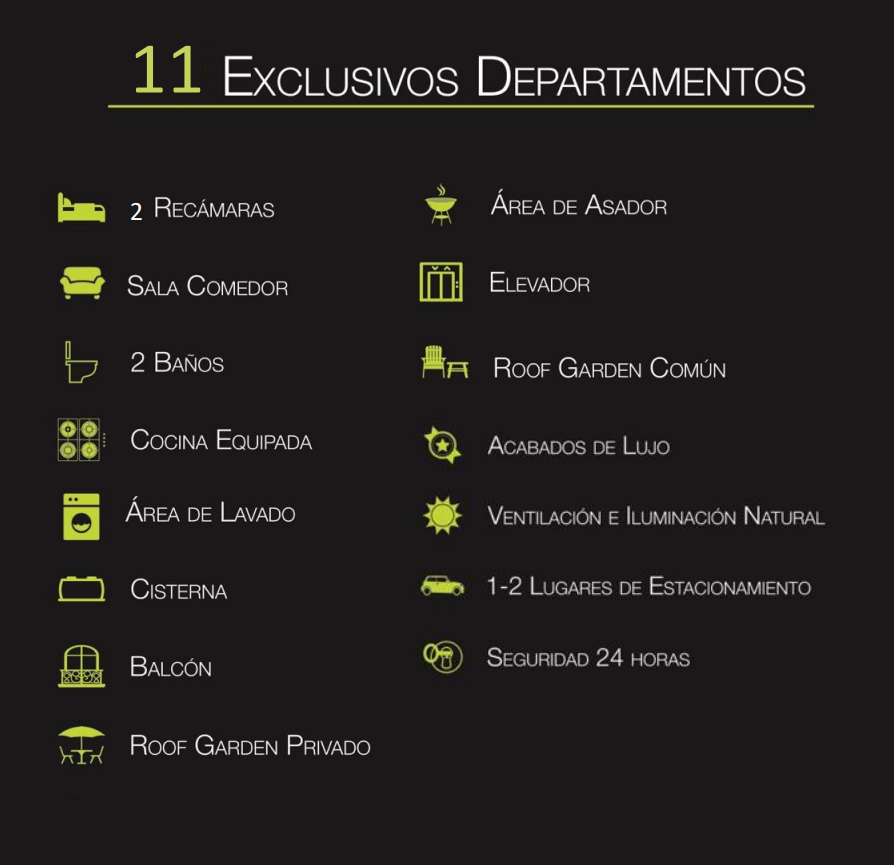 11 Exclusivos Departamentos
2 Recámaras
Sala Comedor
2 Baños
Cocina Equipada
Área de Lavado
Cisterna
Balcón
Roof Garden Privado
Área de Asador
Elevador
Roof Garden Común
Acabados de Lujo
Ventilación e Iluminación Natural
1-2 Lugares de Estacionamiento
Seguridad 24 horas